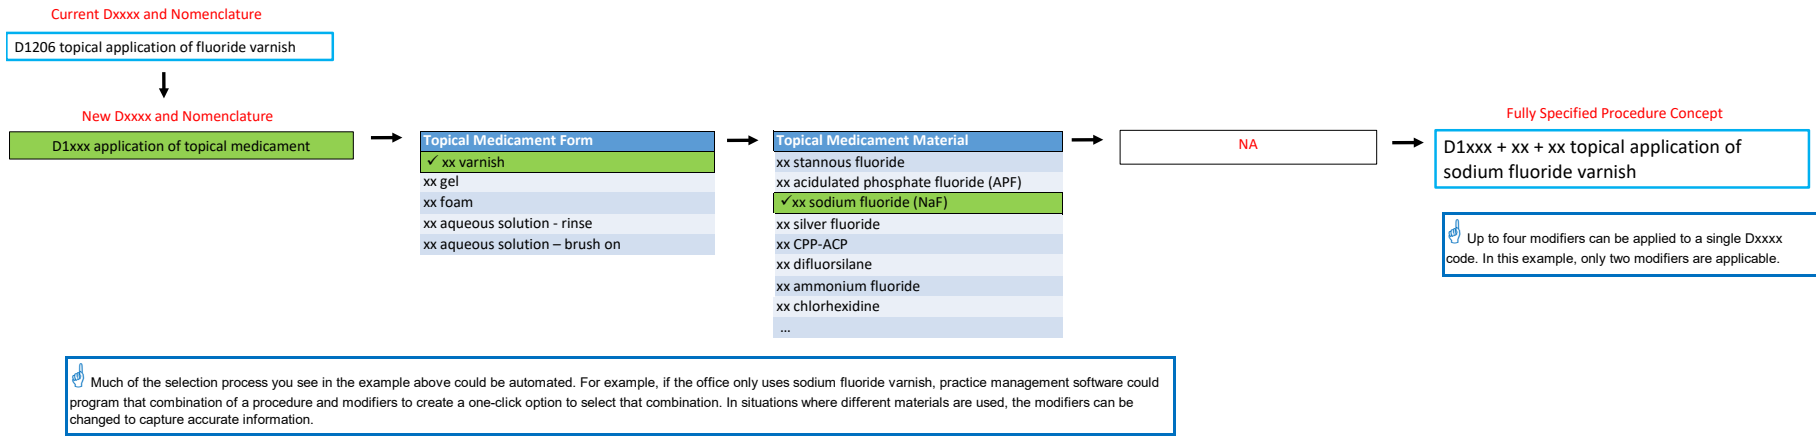 Current Dxxxx and Nomenclature
D1206 topical application of fluoride varnish
New Dxxxx and Nomenclature
D1xxx application of topical medicament
Topical Medicament Form
✓ xx varnish
xx gel
xx foam
xx aqueous solution - rinse
xx aqueous solution – brush on
Topical Medicament Material
xx stannous fluoride
xx acidulated phosphate fluoride (APF)
✓xx sodium fluoride (NaF)
xx silver fluoride
xx CPP-ACP
xx difluorsilane
xx ammonium fluoride
xx chlorhexidine
...
NA
Fully Specified Procedure Concept
D1xxx + xx + xx topical application of
sodium fluoride varnish
Up to four modifiers can be applied to a single Dxxxx
code. In this example, only two modifiers are applicable.
Much of the selection process you see in the example above could be automated. For example, if the office only uses sodium fluoride varnish, practice management software could
program that combination of a procedure and modifiers to create a one-click option to select that combination. In situations where different materials are used, the modifiers can be
changed to capture accurate information.